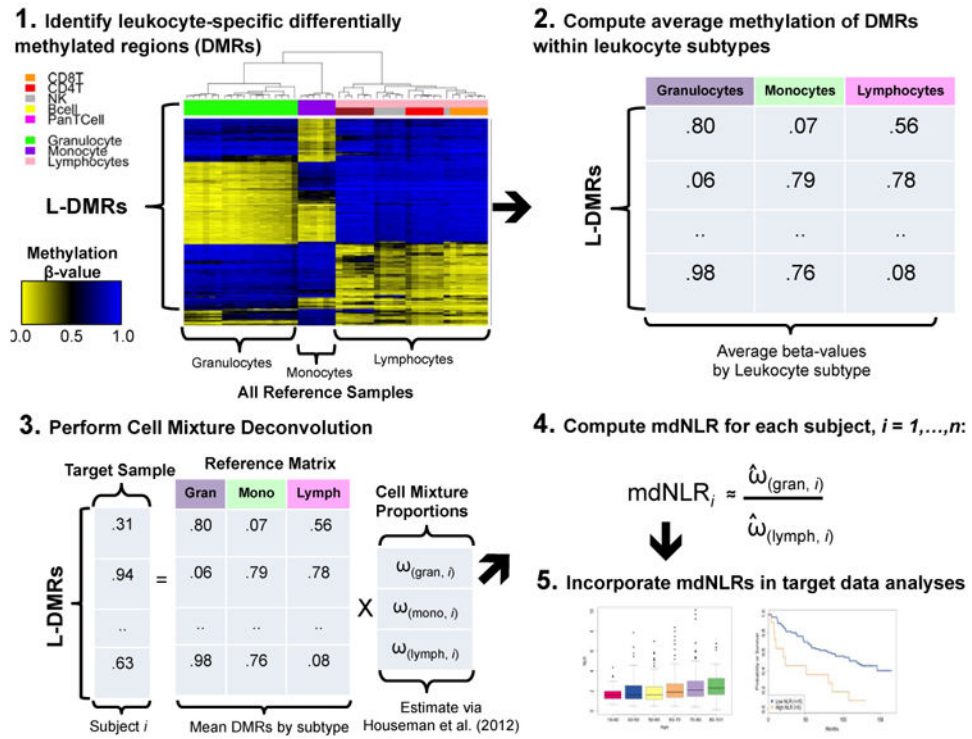 1. Identify leukocyte-specific differentially
methylated regions (DMRs)
CD8T
CD4T
NK
Bcell
PanTCell
Granulocyte
Monocyte
Lymphocytes
L-DMRs
Methylation
β-value
0.0 0.5 1.0
Granulocytes
Monocytes
Lymphocytes
All Reference Samples
2. Compute average methylation of DMRs
within leukocyte subtypes
Granulocytes Monocytes Lymphocytes
L-DMRs
.80 .07 .56
.06 .79 .78
.. .. ..
.98 .76 .08
Average beta-values
by Leukocyte subtype
3. Perform Cell Mixture Deconvolution
Target Sample
Reference Matrix
Cell Mixture
Proportions
Gran Mono Lymph
L-DMRs
.31 .80 .07 .56
.94 = .06 .79 .78 X
.. .. .. ..
.63 .98 .76 .08
ω(gran, i)
ω(mono, i)
ω(lymph, i)
Subject i
Mean DMRs by subtype
Estimate via
Houseman et al. (2012)
4. Compute mdNLR for each subject, i = 1,...,n:
mdNLRi ≈ ω̂(gran, i)
ω̂(lymph, i)
5. Incorporate mdNLRs in target data analyses
Months